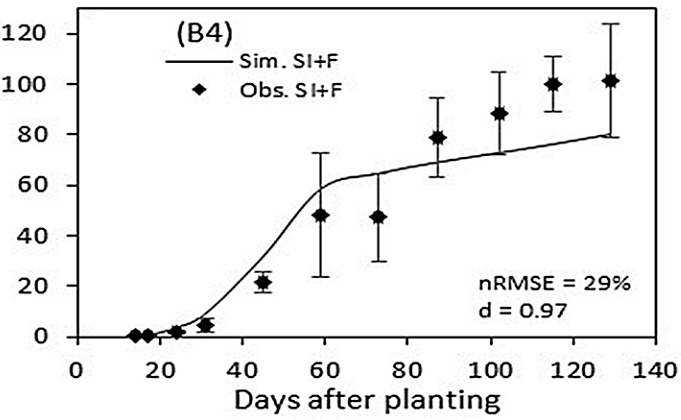 (B4)
Sim. SI+F
Obs. SI+F
120
100
80
60
40
20
0
nRMSE = 29%
d = 0.97
0 20 40 60 80 100 120 140
Days after planting